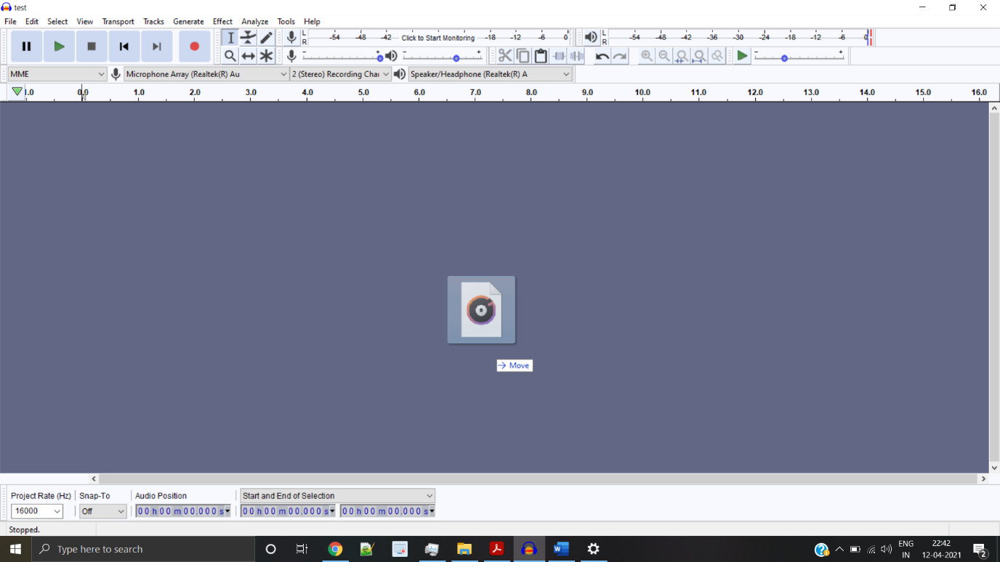 test
File Edit Select View Transport Tracks Generate Effect Analyze Tools Help
L -54 -48 -42 Click to Start Monitoring -18 -12 -6 0 L -54 -48 -42 -36 -30 -24 -18 -12 -6 0
R R
- + - + - +
MME Microphone Array (Realtek(R) Au 2 (Stereo) Recording Chai Speaker/Headphone (Realtek(R) A
1.0 0.0 1.0 2.0 3.0 4.0 5.0 6.0 7.0 8.0 9.0 10.0 11.0 12.0 13.0 14.0 15.0 16.0
Move
Project Rate (Hz) Snap-To Audio Position Start and End of Selection
16000 Off 00 h 00 m 00.000 s 00 h 00 m 00.000 s 00 h 00 m 00.000 s
Stopped.
Type here to search
ENG 22:42
IN 12-04-2021 2